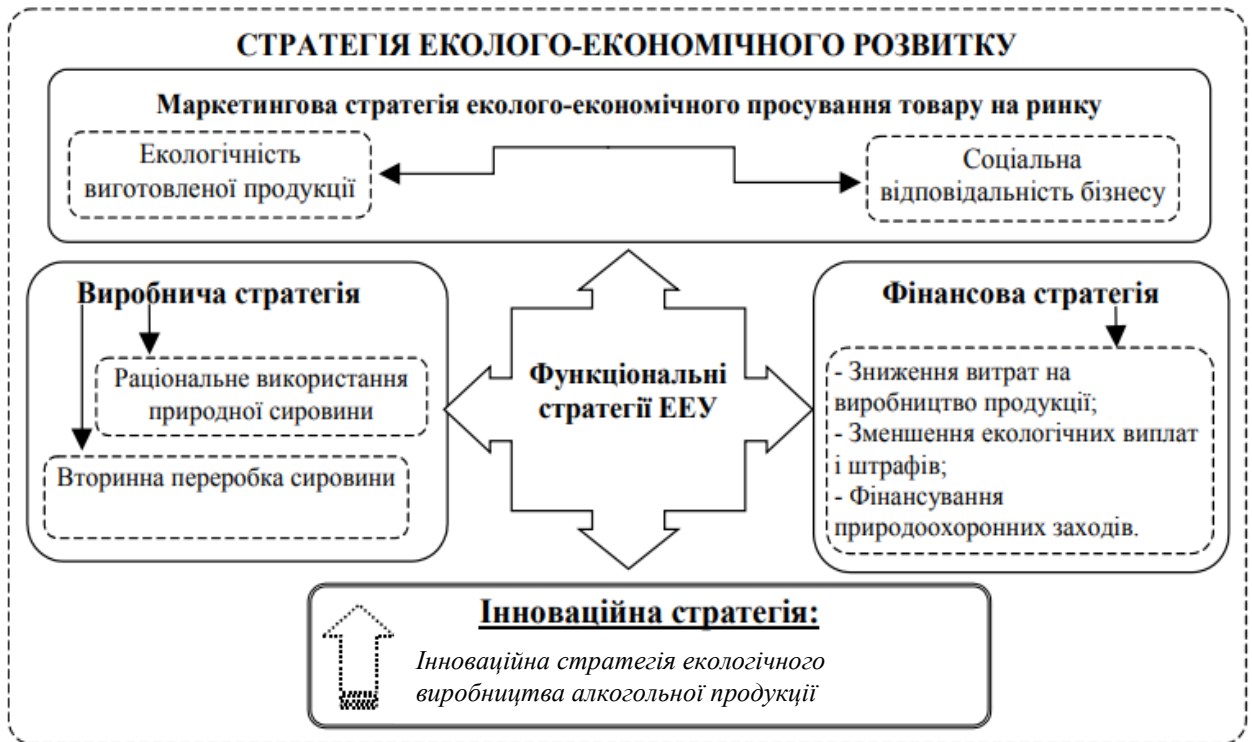 СТРАТЕГІЯ ЕКОЛОГО-ЕКОНОМІЧНОГО РОЗВИТКУ
Маркетингова стратегія еколого-економічного просування товару на ринку
Екологічність
виготовленої продукції
Соціальна
відповідальність бізнесу
Виробнича стратегія
Раціональне використання
природної сировини
Вторинна переробка сировини
Функціональні
стратегії ЕЕУ
Фінансова стратегія
- Зниження витрат на
виробництво продукції;
- Зменшення екологічних виплат
і штрафів;
- Фінансування
природоохоронних заходів.
Інноваційна стратегія:
Інноваційна стратегія екологічного
виробництва алкогольної продукції